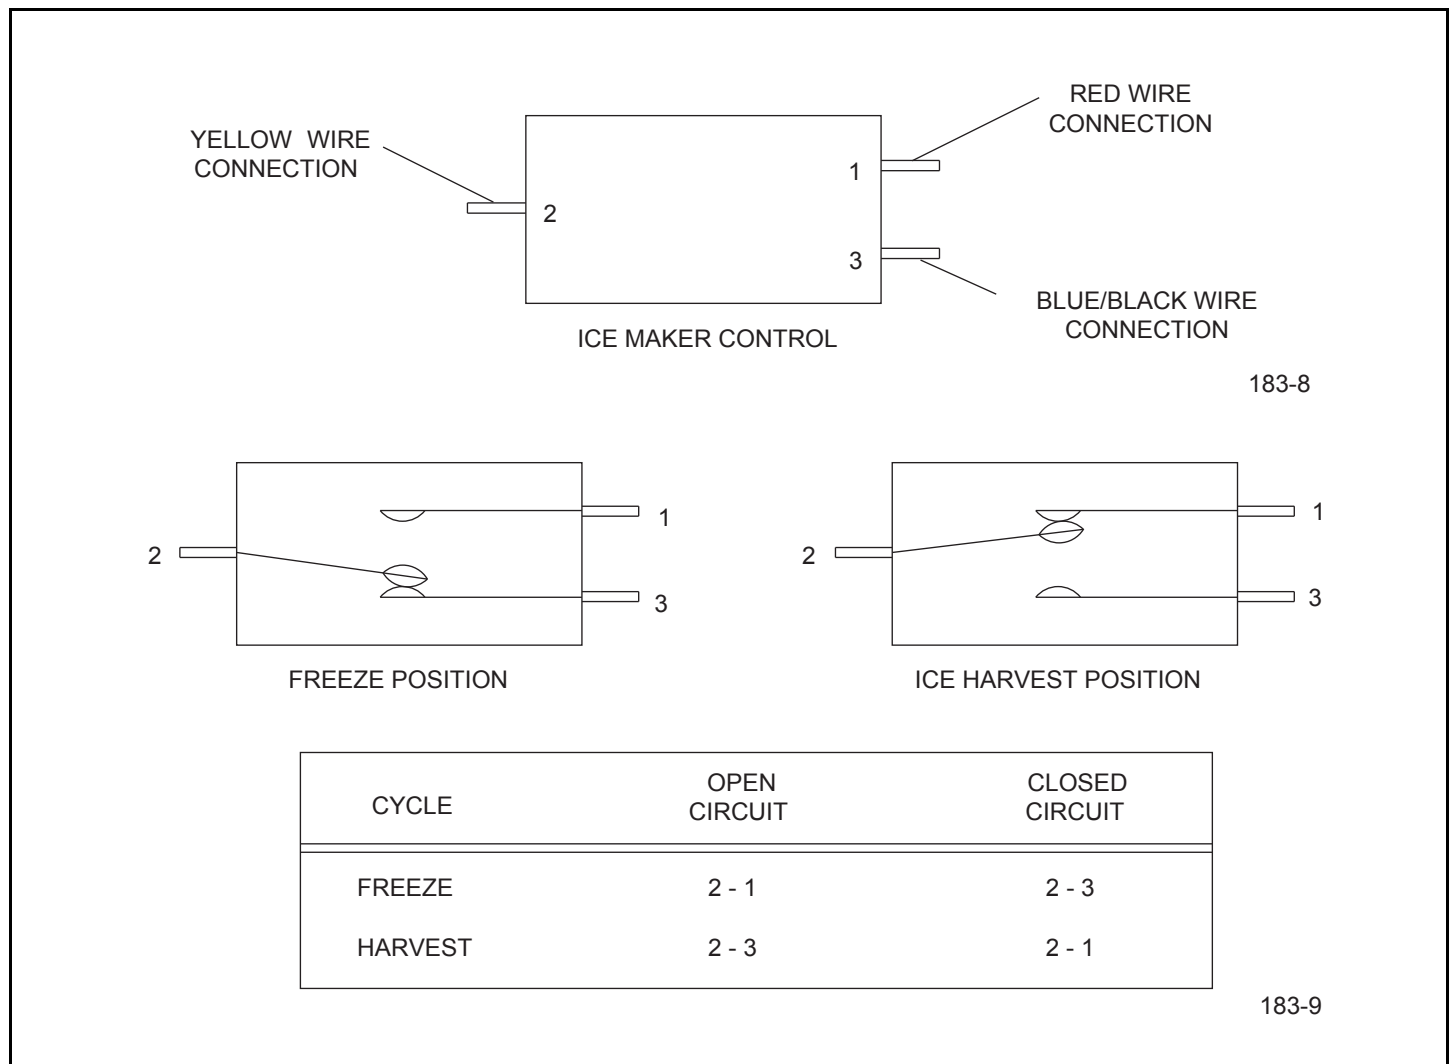 RED WIRE
CONNECTION
YELLOW WIRE
CONNECTION
1
2
3
BLUE/BLACK WIRE
CONNECTION
ICE MAKER CONTROL
183-8
1
2
3
FREEZE POSITION
1
2
3
ICE HARVEST POSITION
CYCLE
OPEN
CIRCUIT
CLOSED
CIRCUIT
FREEZE 2 - 1 2 - 3
HARVEST 2 - 3 2 - 1
183-9